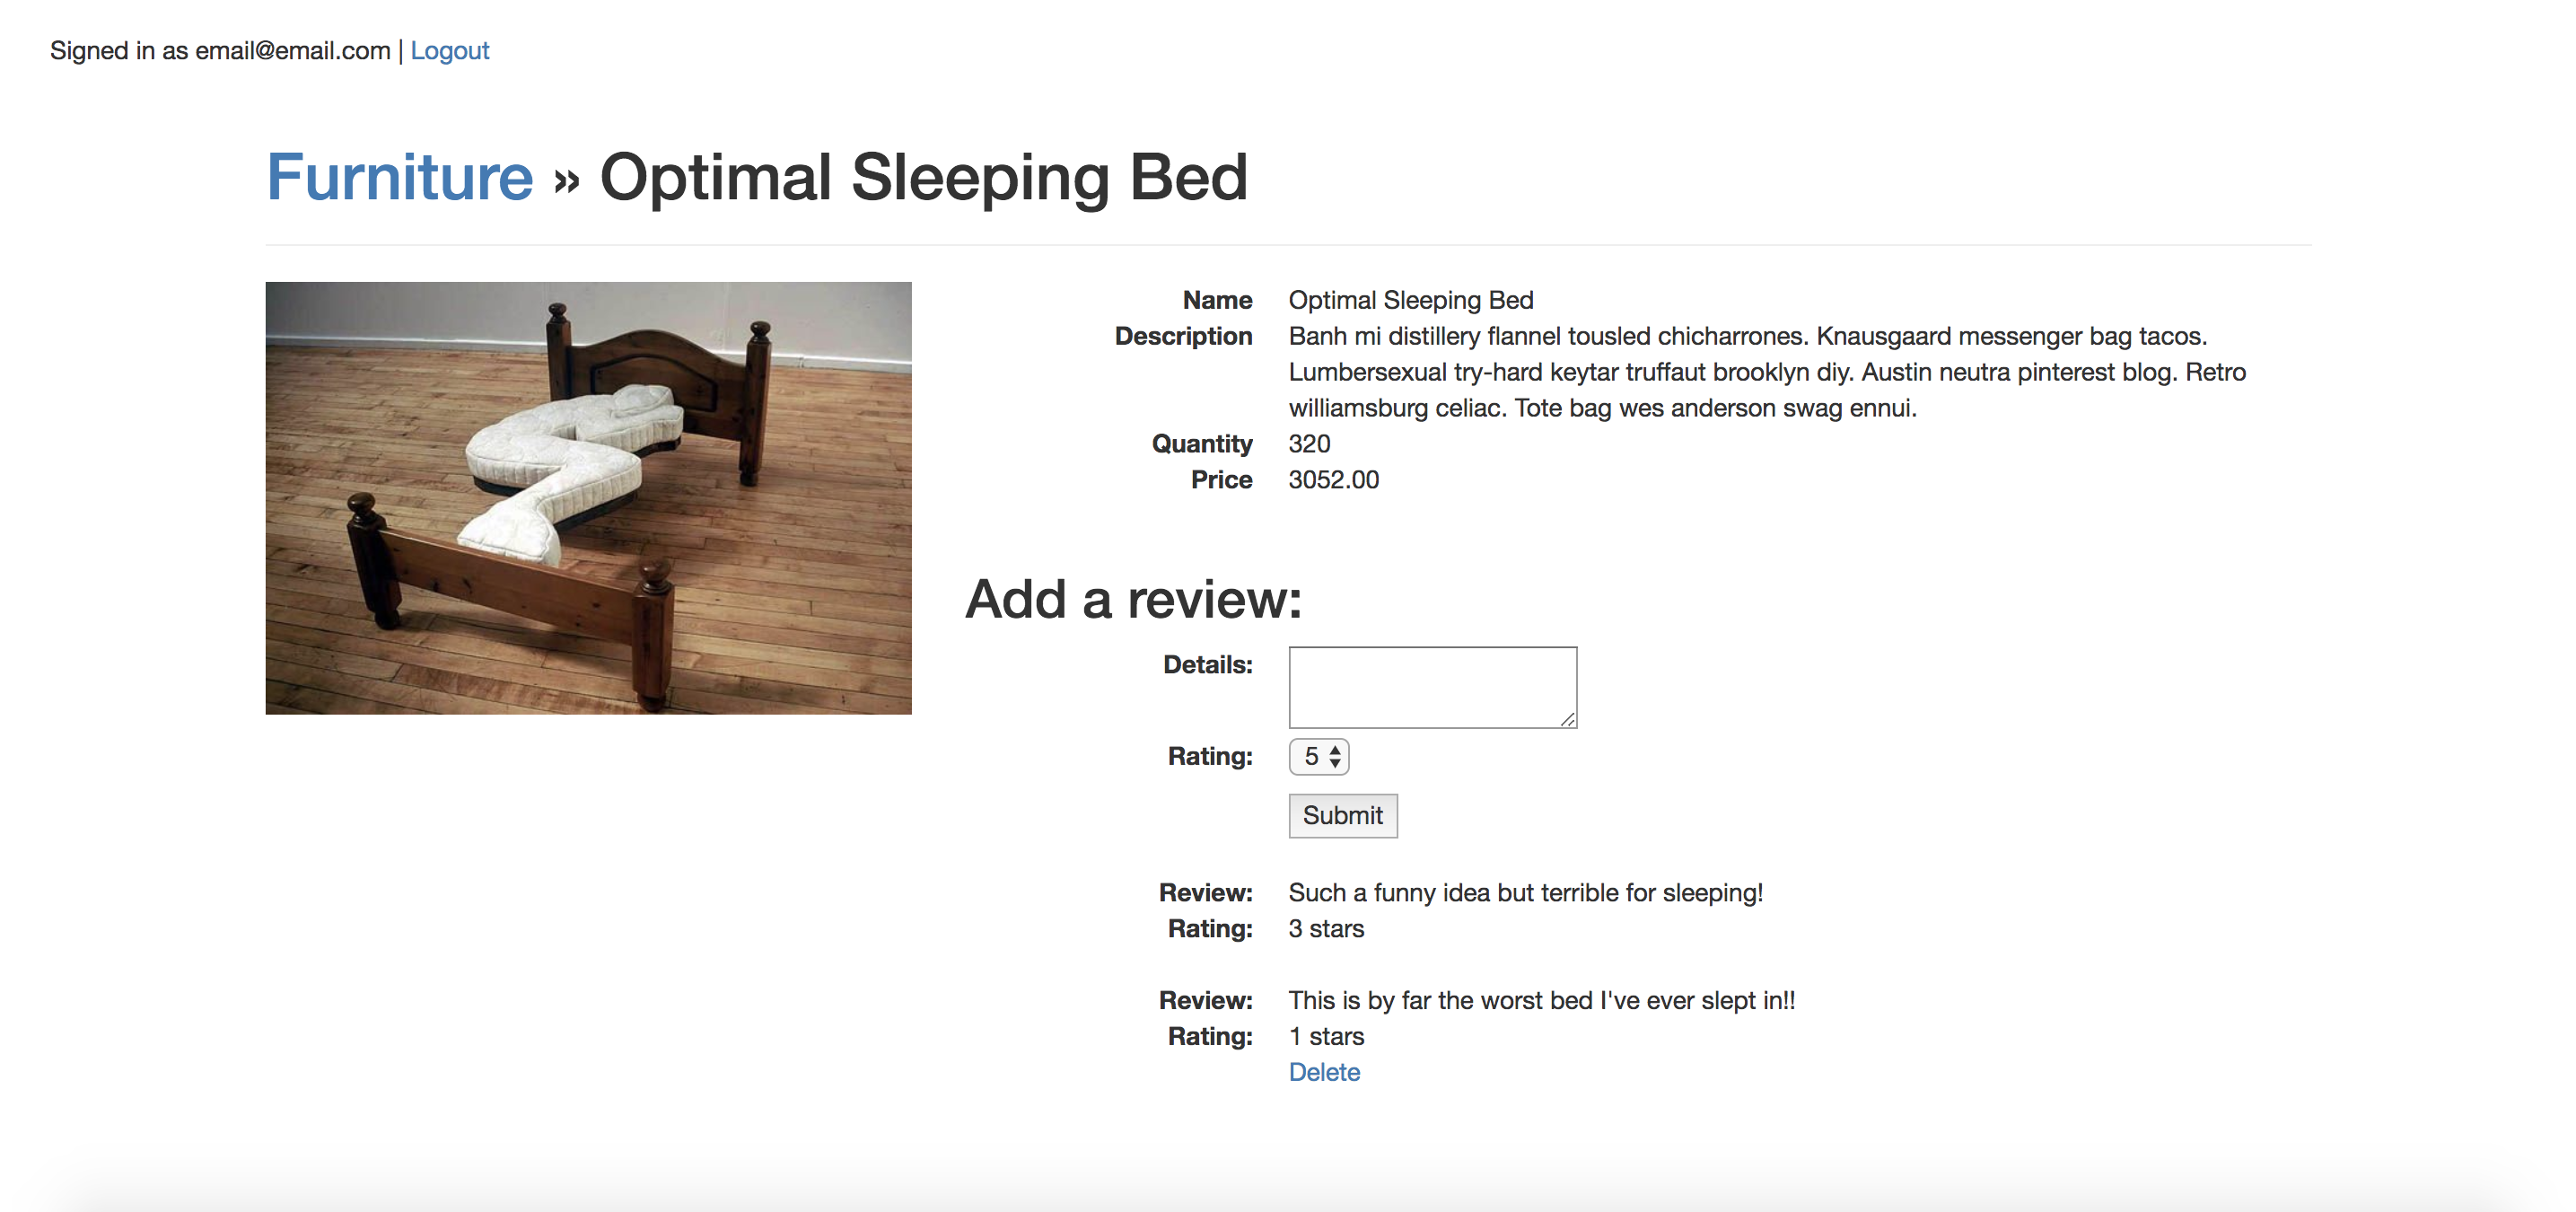 Signed in as email@email.com | Logout
Furniture » Optimal Sleeping Bed
Name Optimal Sleeping Bed
Description Banh mi distillery flannel tousled chicharrones. Knausgaard messenger bag tacos.
Lumbersexual try-hard keytar truffaut brooklyn diy. Austin neutra pinterest blog. Retro
williamsburg celiac. Tote bag wes anderson swag ennui.
Quantity 320
Price 3052.00
Add a review:
Details:
Rating: 5
Submit
Review: Such a funny idea but terrible for sleeping!
Rating: 3 stars
Review: This is by far the worst bed I've ever slept in!!
Rating: 1 stars
Delete